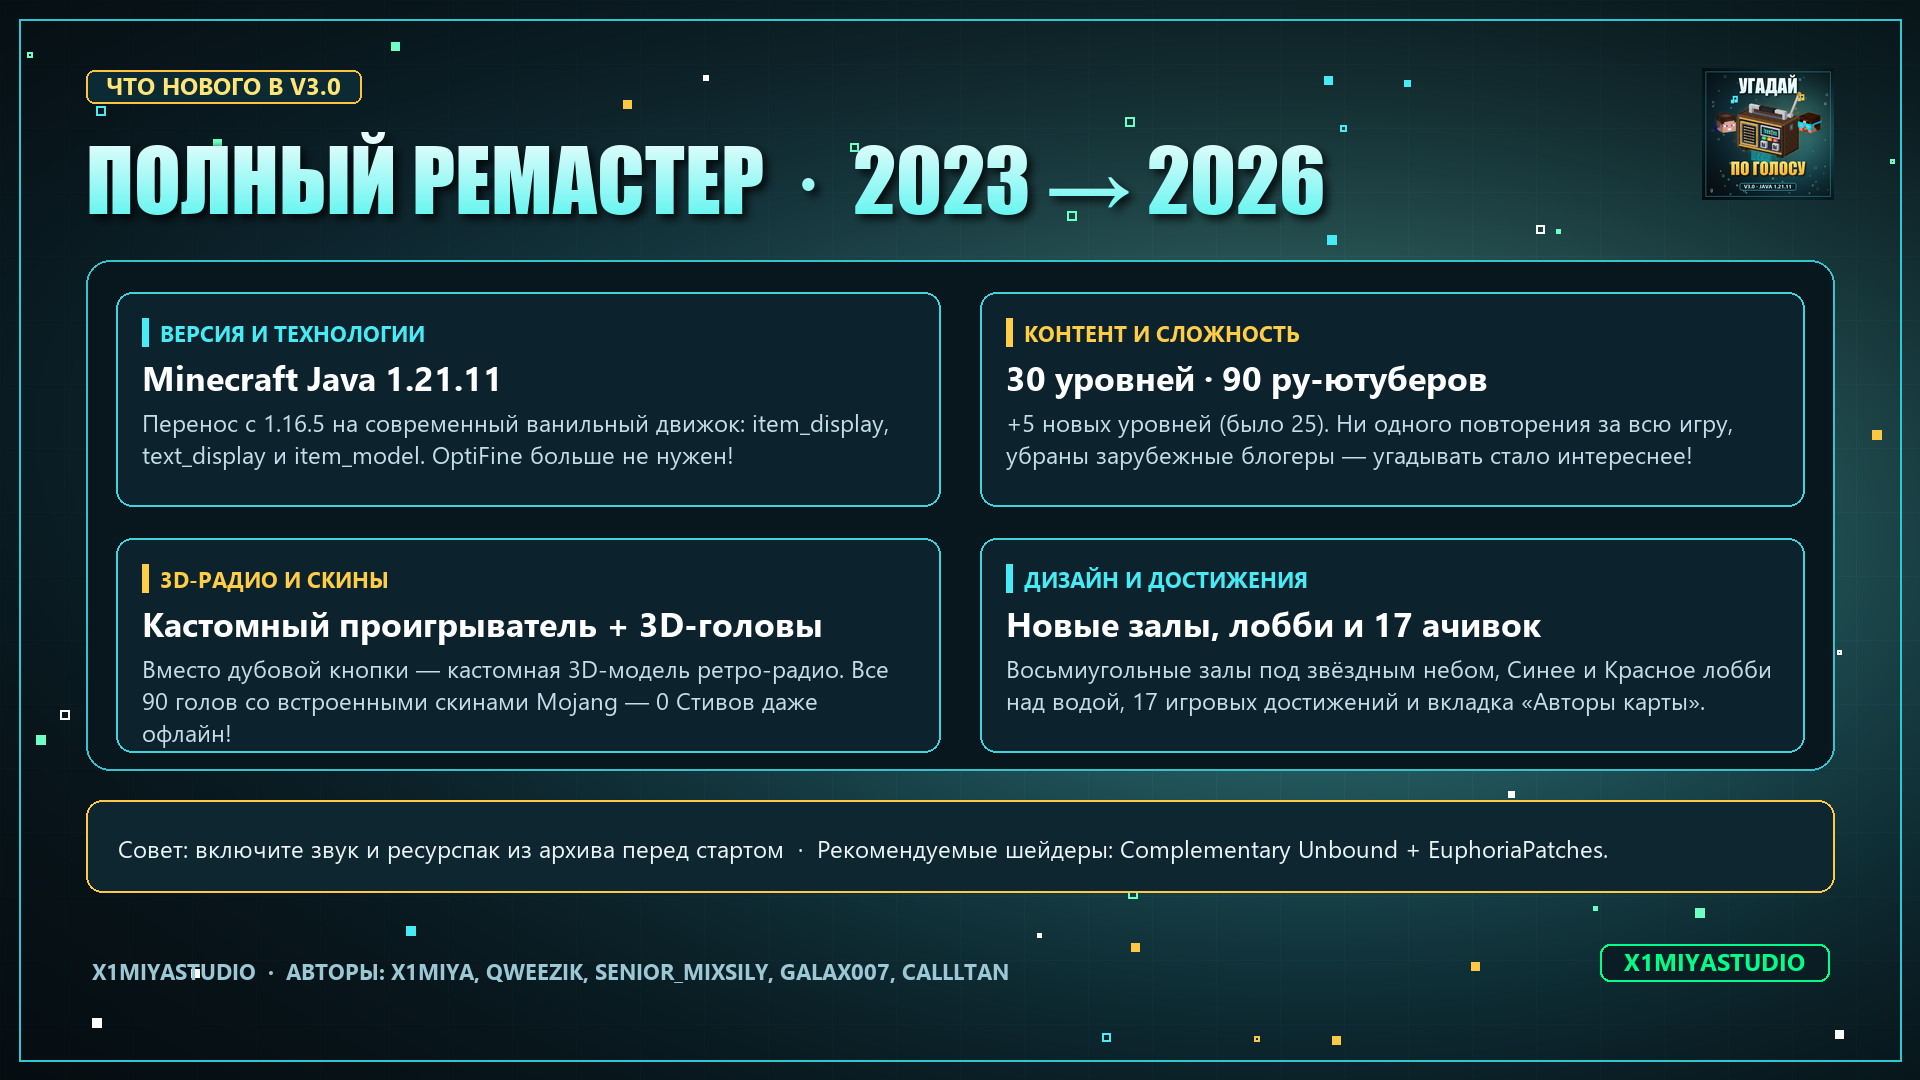 ЧТО НОВОГО В V3.0
ПОЛНЫЙ РЕМАСТЕР · 2023 → 2026
УГАДАЙ
ПО ГОЛОСУ
V3.0 · JAVA 1.21.11
ВЕРСИЯ И ТЕХНОЛОГИИ
Minecraft Java 1.21.11
Перенос с 1.16.5 на современный ванильный движок: item_display,
text_display и item_model. OptiFine больше не нужен!
КОНТЕНТ И СЛОЖНОСТЬ
30 уровней · 90 ру-ютуберов
+5 новых уровней (было 25). Ни одного повторения за всю игру,
убраны зарубежные блогеры — угадывать стало интереснее!
3D-РАДИО И СКИНЫ
Кастомный проигрыватель + 3D-головы
Вместо дубовой кнопки — кастомная 3D-модель ретро-радио. Все
90 голов со встроенными скинами Mojang — 0 Стивов даже
офлайн!
ДИЗАЙН И ДОСТИЖЕНИЯ
Новые залы, лобби и 17 ачивок
Восьмиугольные залы под звёздным небом, Синее и Красное лобби
над водой, 17 игровых достижений и вкладка «Авторы карты».
Совет: включите звук и ресурспак из архива перед стартом · Рекомендуемые шейдеры: Complementary Unbound + EuphoriaPatches.
X1MIYASTUDIO · АВТОРЫ: X1MIYA, QWEEZIK, SENIOR_MIXSILY, GALAX007, CALLLTAN
X1MIYASTUDIO